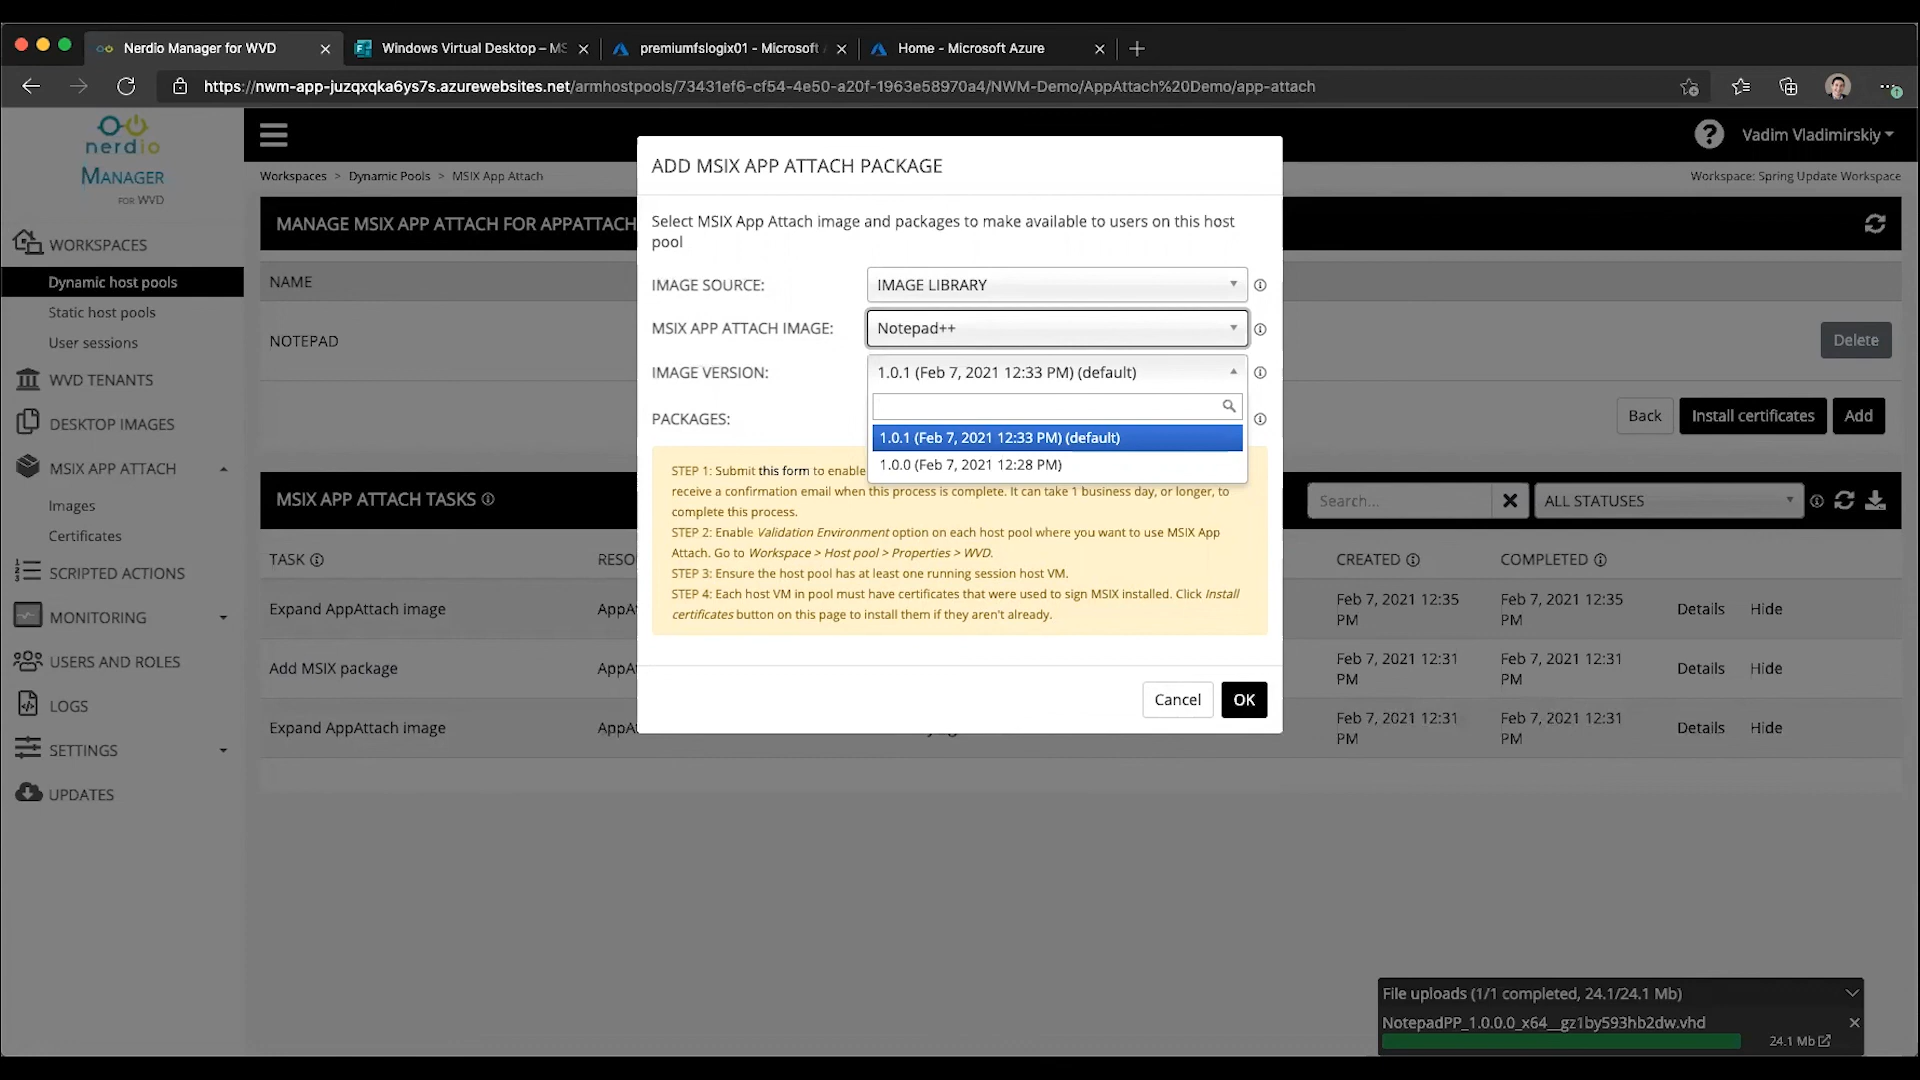 Nerdio Manager for WVD
Windows Virtual Desktop – MS
premiumfslogix01 - Microsoft
Home - Microsoft Azure
https://nwm-app-juzqxqka6ys7s.azurewebsites.net/armhostpools/73431ef6-cf54-4e50-a20f-1963e58970a4/NWM-Demo/AppAttach%20Demo/app-attach
nerdio
MANAGER
FOR WVD
Vadim Vladimirskiy
Workspaces > Dynamic Pools > MSIX App Attach
Workspace: Spring Update Workspace
WORKSPACES
Dynamic host pools
Static host pools
User sessions
WVD TENANTS
DESKTOP IMAGES
MSIX APP ATTACH
Images
Certificates
SCRIPTED ACTIONS
MONITORING
USERS AND ROLES
LOGS
SETTINGS
UPDATES
MANAGE MSIX APP ATTACH FOR APPATTACH
NAME
NOTEPAD
Delete
Back
Install certificates
Add
ADD MSIX APP ATTACH PACKAGE
Select MSIX App Attach image and packages to make available to users on this host
pool
IMAGE SOURCE:
IMAGE LIBRARY
MSIX APP ATTACH IMAGE:
Notepad++
IMAGE VERSION:
1.0.1 (Feb 7, 2021 12:33 PM) (default)
PACKAGES:
1.0.1 (Feb 7, 2021 12:33 PM) (default)
1.0.0 (Feb 7, 2021 12:28 PM)
STEP 1: Submit this form to enable
receive a confirmation email when this process is complete. It can take 1 business day, or longer, to
complete this process.
STEP 2: Enable Validation Environment option on each host pool where you want to use MSIX App
Attach. Go to Workspace > Host pool > Properties > WVD.
STEP 3: Ensure the host pool has at least one running session host VM.
STEP 4: Each host VM in pool must have certificates that were used to sign MSIX installed. Click Install
certificates button on this page to install them if they aren't already.
Cancel
OK
MSIX APP ATTACH TASKS
Search...
ALL STATUSES
TASK
RESO
CREATED
COMPLETED
Expand AppAttach image
AppA
Feb 7, 2021 12:35
PM
Feb 7, 2021 12:35
PM
Details
Hide
Add MSIX package
AppA
Feb 7, 2021 12:31
PM
Feb 7, 2021 12:31
PM
Details
Hide
Expand AppAttach image
AppA
Feb 7, 2021 12:31
PM
Feb 7, 2021 12:31
PM
Details
Hide
File uploads (1/1 completed, 24.1/24.1 Mb)
NotepadPP_1.0.0.0_x64__gz1by593hb2dw.vhd
24.1 Mb